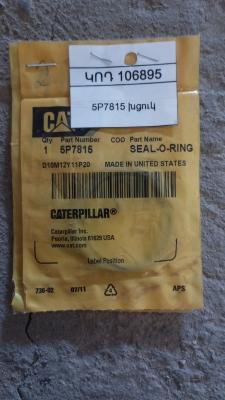 ԿՈԴ 106895
5P7815 խցուկ
CAT
Qty. Part Number COO Part Name
1 5P7815 SEAL-O-RING
MADE IN UNITED STATES
CATERPILLAR®
Caterpillar Inc.
Peoria, Illinois 61629 USA
www.cat.com
Label Position
736-02 07/11 APS